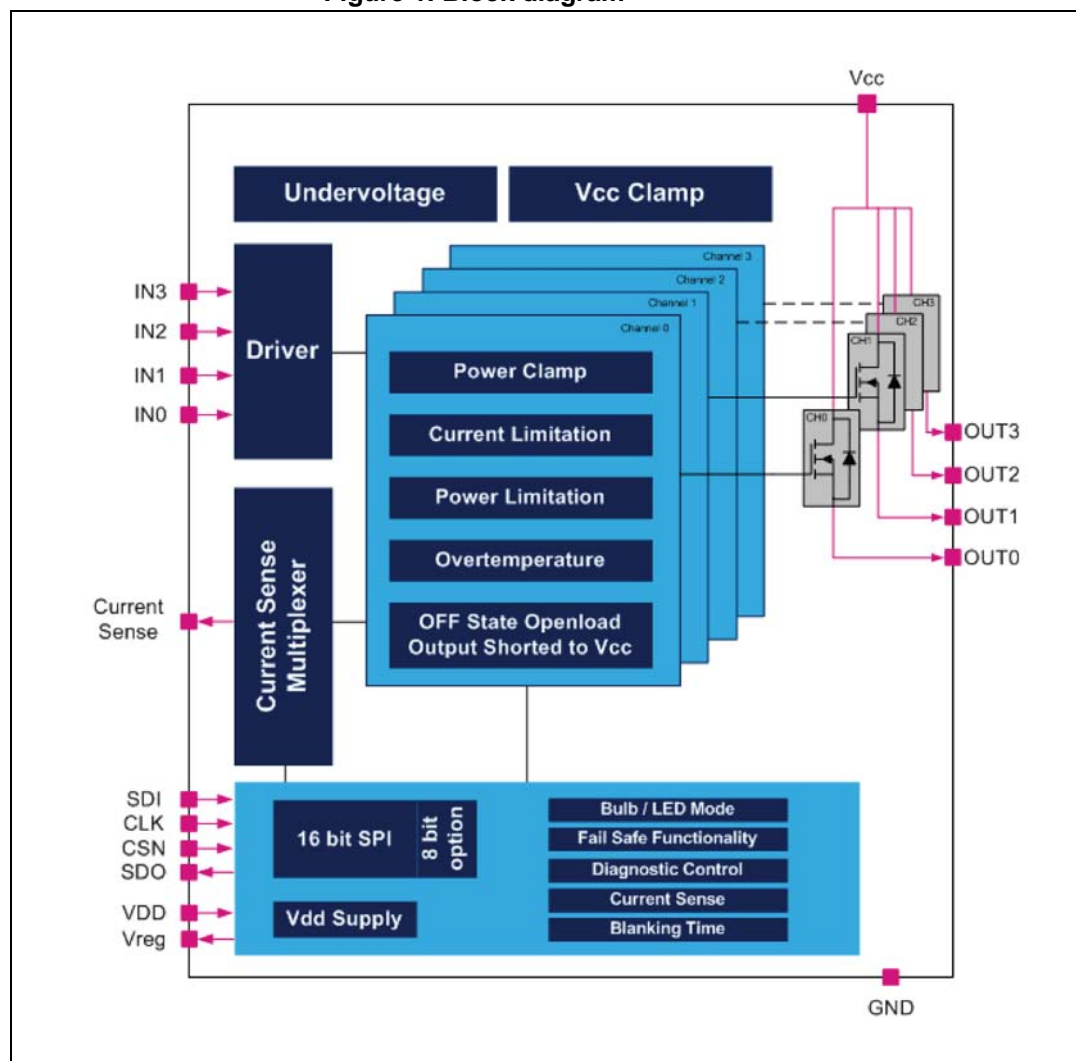 Figure 1. Block diagram
Vcc
Undervoltage
Vcc Clamp
IN3
IN2
IN1
IN0
Driver
Channel 3
Channel 2
Channel 1
Channel 0
Power Clamp
Current Limitation
Power Limitation
Overtemperature
OFF State Openload
Output Shorted to Vcc
CH3
CH2
CH1
CH0
OUT3
OUT2
OUT1
OUT0
Current
Sense
Current Sense
Multiplexer
SDI
CLK
CSN
SDO
VDD
Vreg
16 bit SPI
8 bit
option
Vdd Supply
Bulb / LED Mode
Fail Safe Functionality
Diagnostic Control
Current Sense
Blanking Time
GND